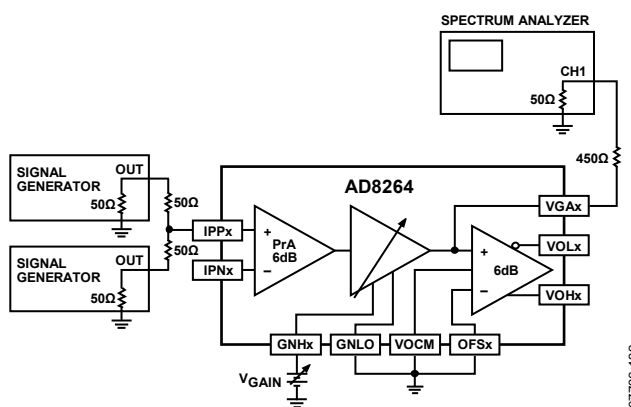 SPECTRUM ANALYZER
CH1
50Ω
450Ω
SIGNAL
GENERATOR
OUT
50Ω
50Ω
SIGNAL
GENERATOR
OUT
50Ω
50Ω
AD8264
IPPx
IPNx
+
−
PrA
6dB
+
−
6dB
VGAx
VOLx
VOHx
GNHx
GNLO
VOCM
OFSx
VGAIN